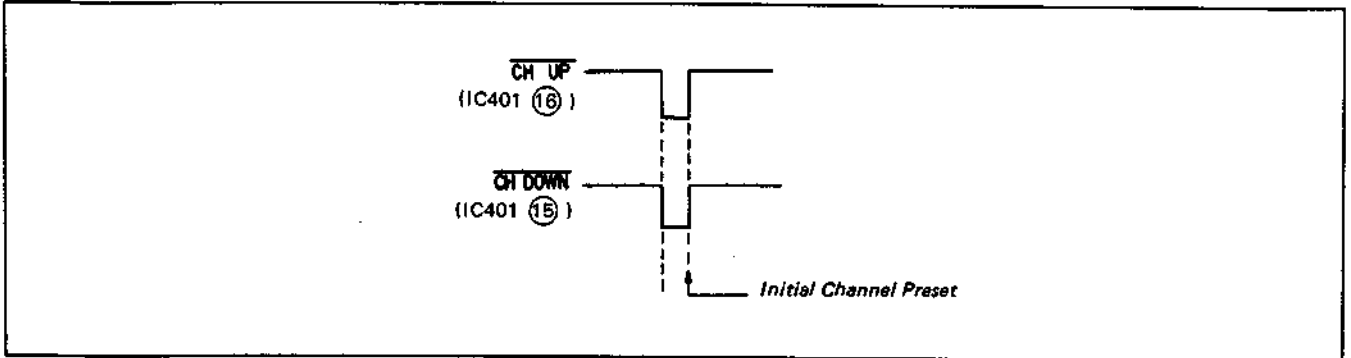 CH UP
(IC401 ⑯ )
CH DOWN
(IC401 ⑮ )
Initial Channel Preset